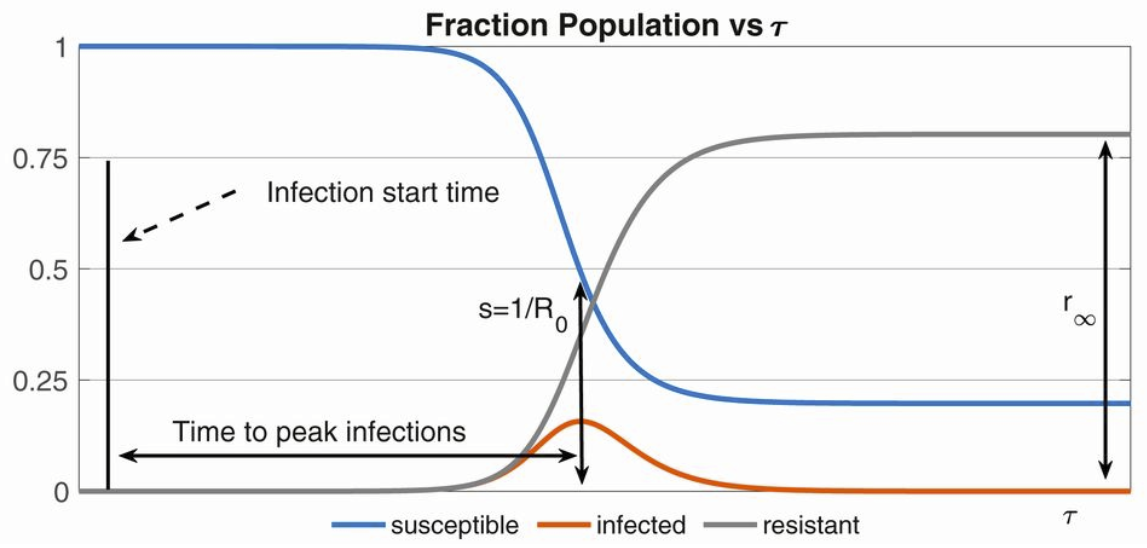 Fraction Population vs τ
1
0.75
Infection start time
0.5
s=1/R0
r∞
0.25
Time to peak infections
0
τ
susceptible infected resistant